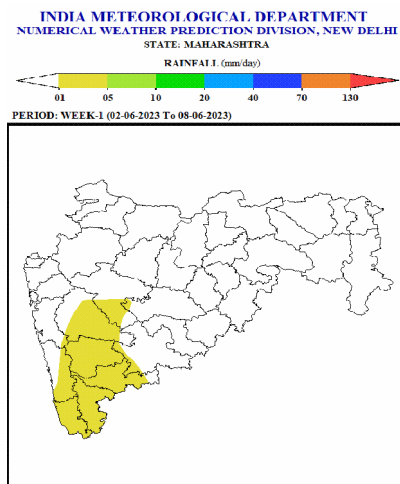 INDIA METEOROLOGICAL DEPARTMENT
NUMERICAL WEATHER PREDICTION DIVISION, NEW DELHI
STATE: MAHARASHTRA
RAINFALL (mm/day)
01 05 10 20 40 70 130
PERIOD: WEEK-1 (02-06-2023 To 08-06-2023)